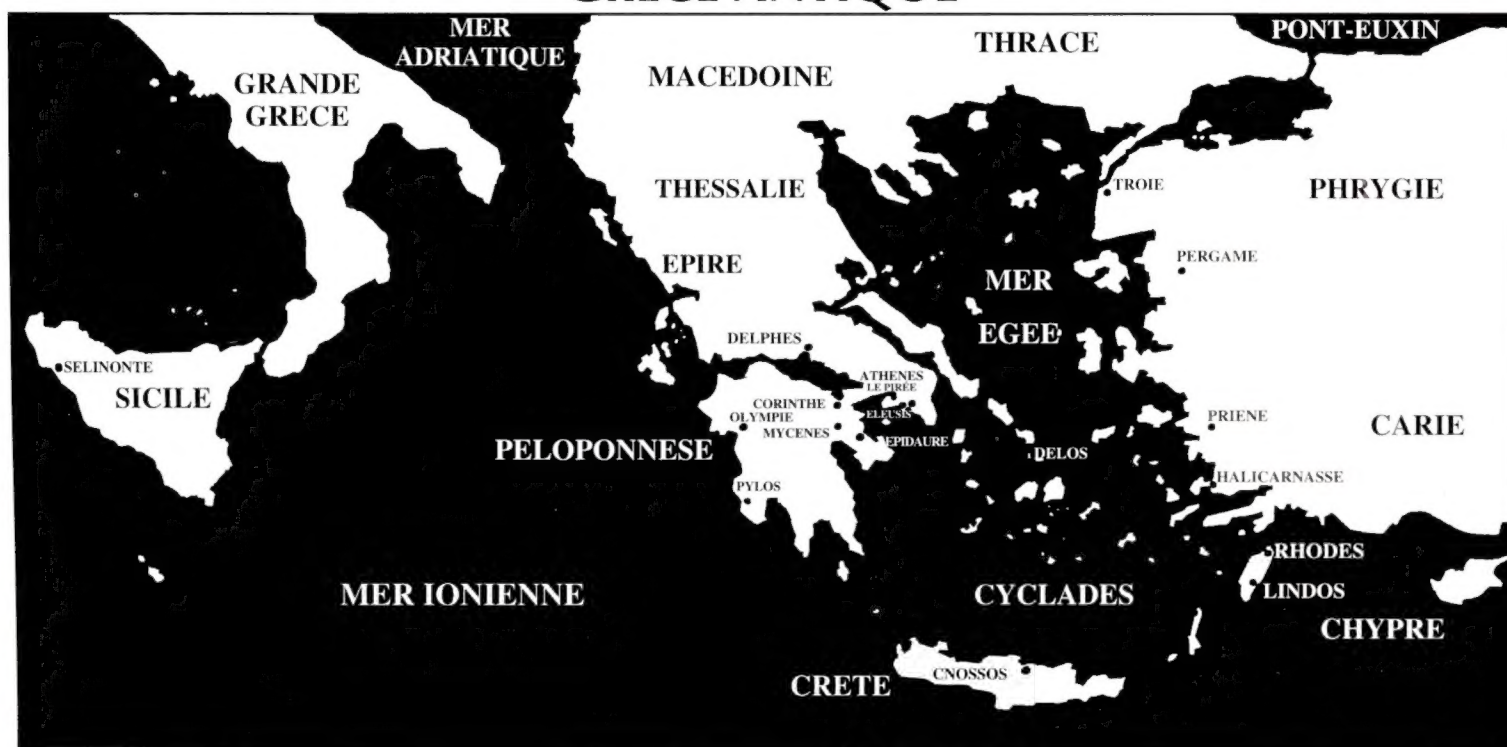 MER
ADRIATIQUE
THRACE
PONT-EUXIN
GRANDE
GRECE
MACEDOINE
THESSALIE
TROIE
PHRYGIE
EPIRE
MER
EGEE
PERGAME
DELPHES
SELINONTE
SICILE
ATHENES
LE PIRÉE
CORINTHE
ELEUSIS
OLYMPIE
MYCENES
EPIDAURE
PRIENE
CARIE
PELOPONNESE
DELOS
PYLOS
HALICARNASSE
RHODES
MER IONIENNE
CYCLADES
LINDOS
CHYPRE
CRETE
CNOSSOS